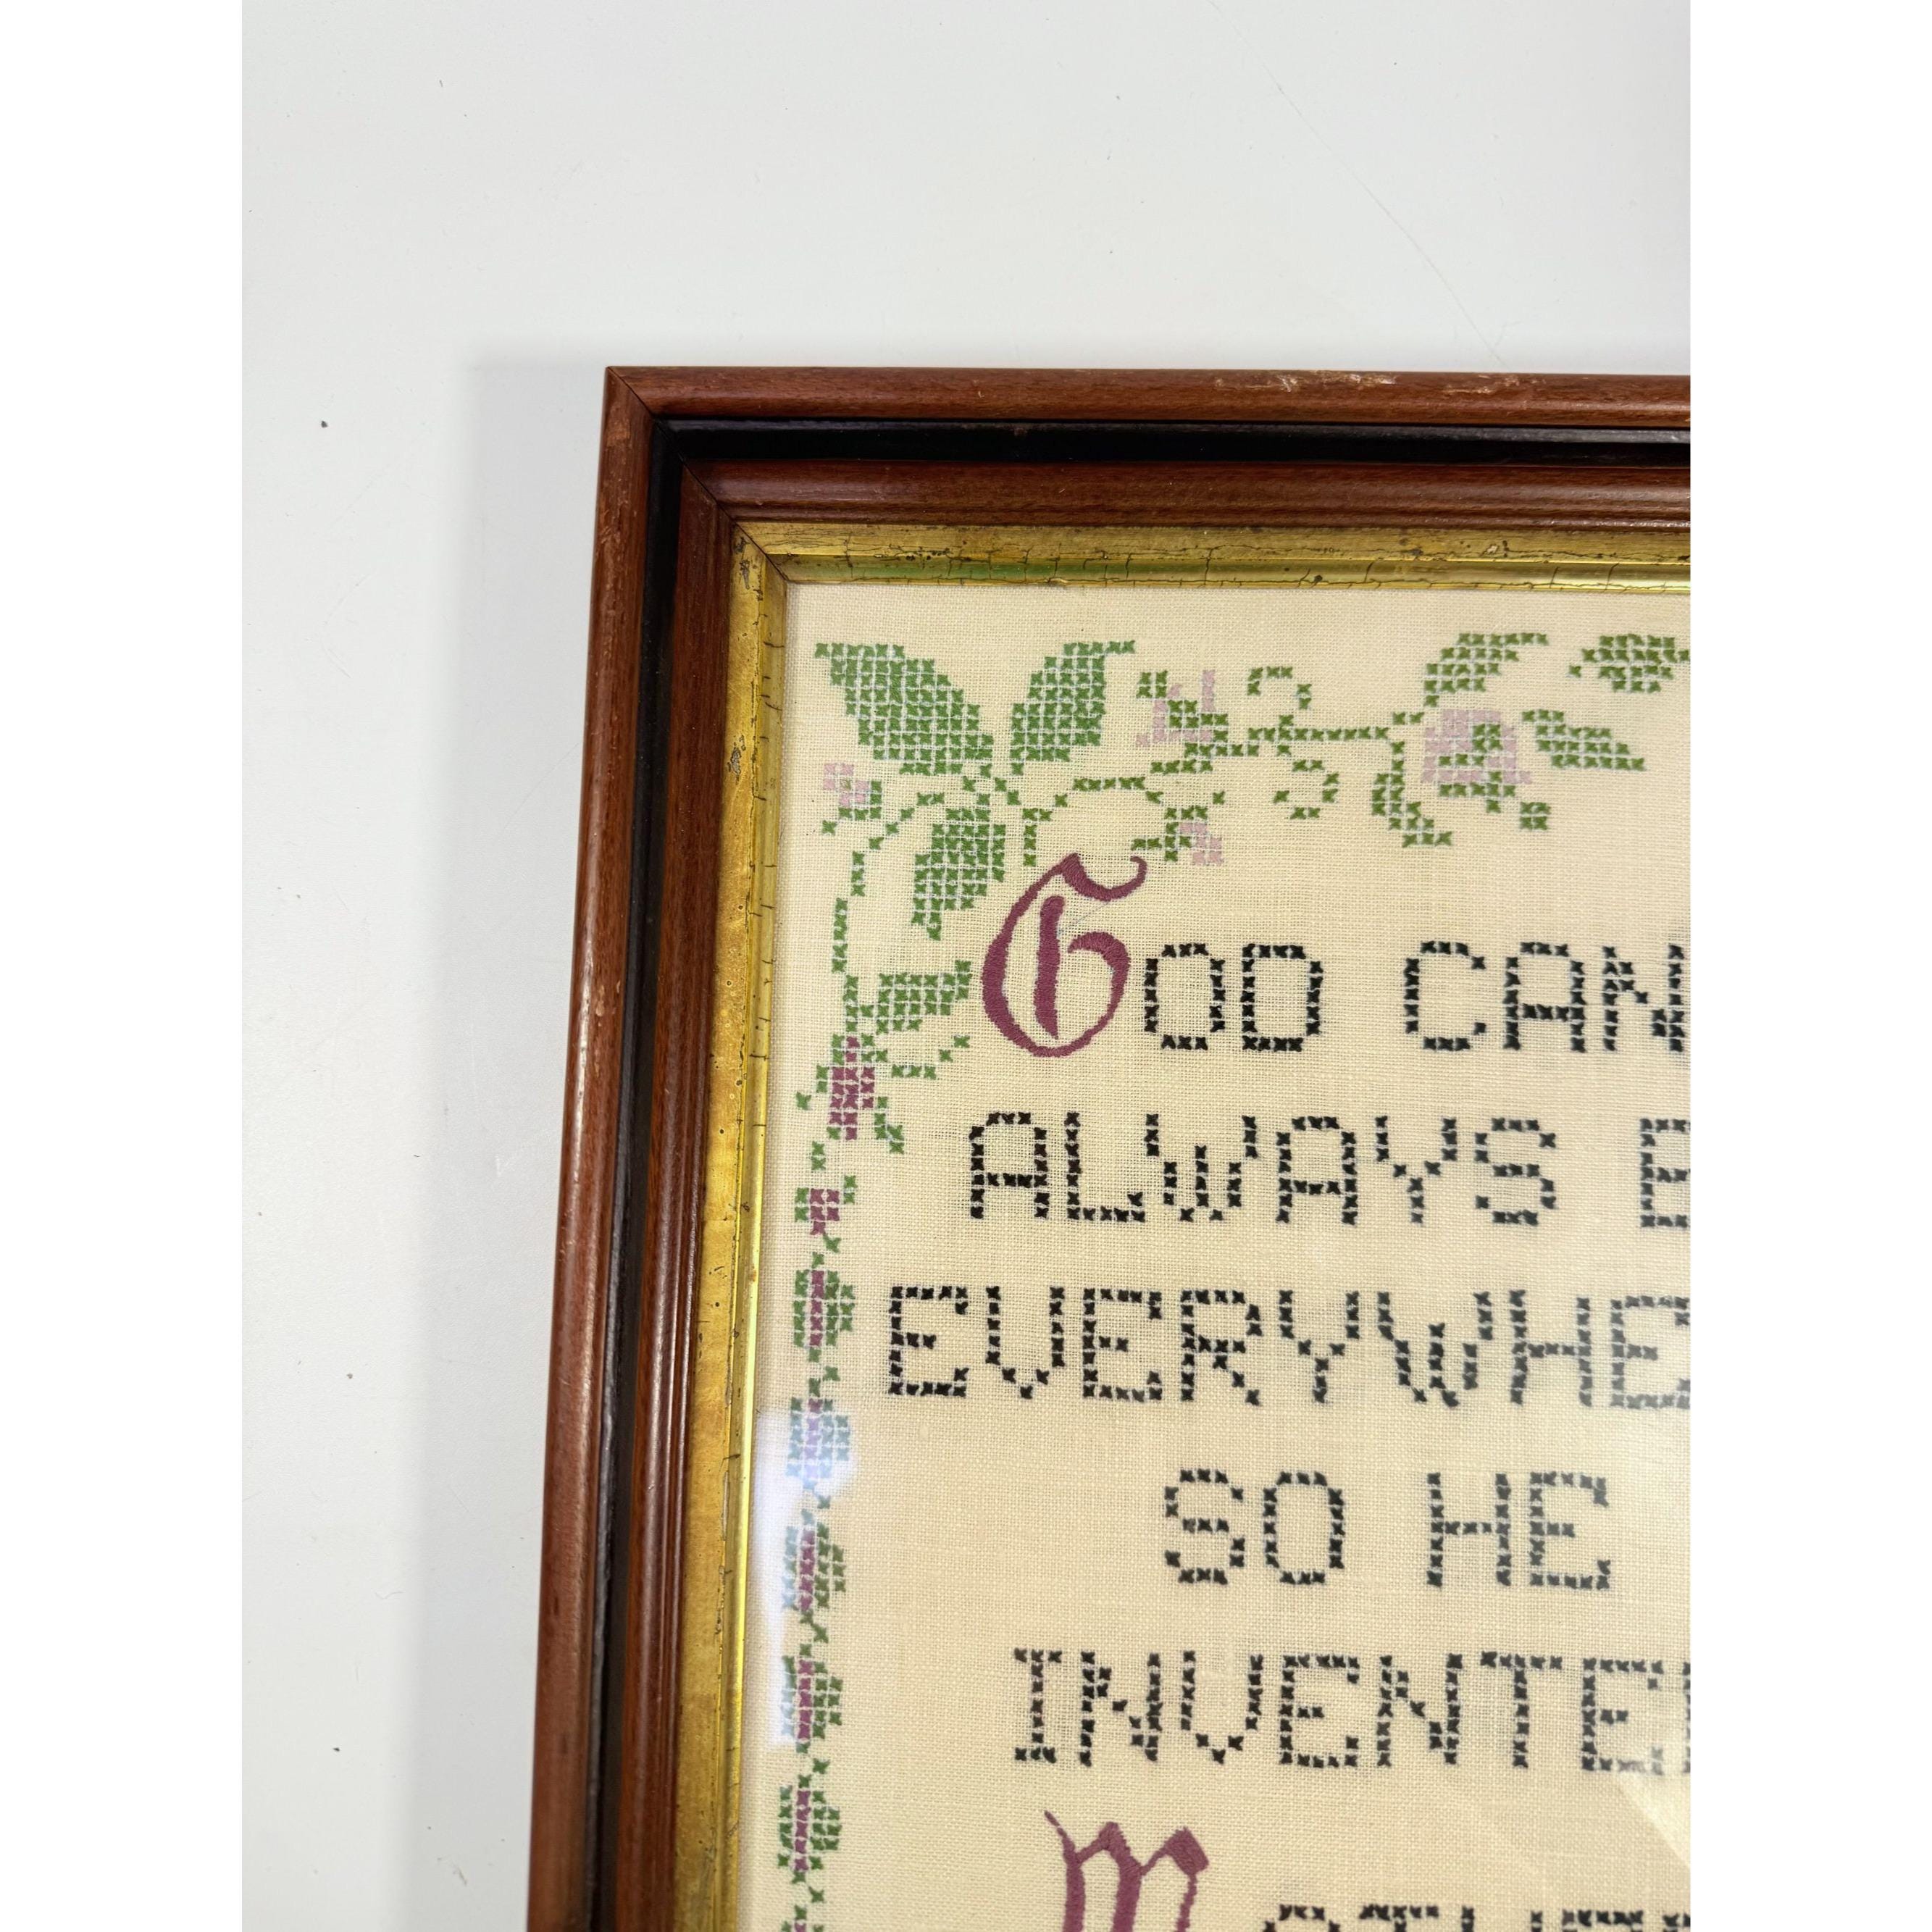 GOD CAN
ALWAYS B
EVERYWHE
SO HE
INVENTE